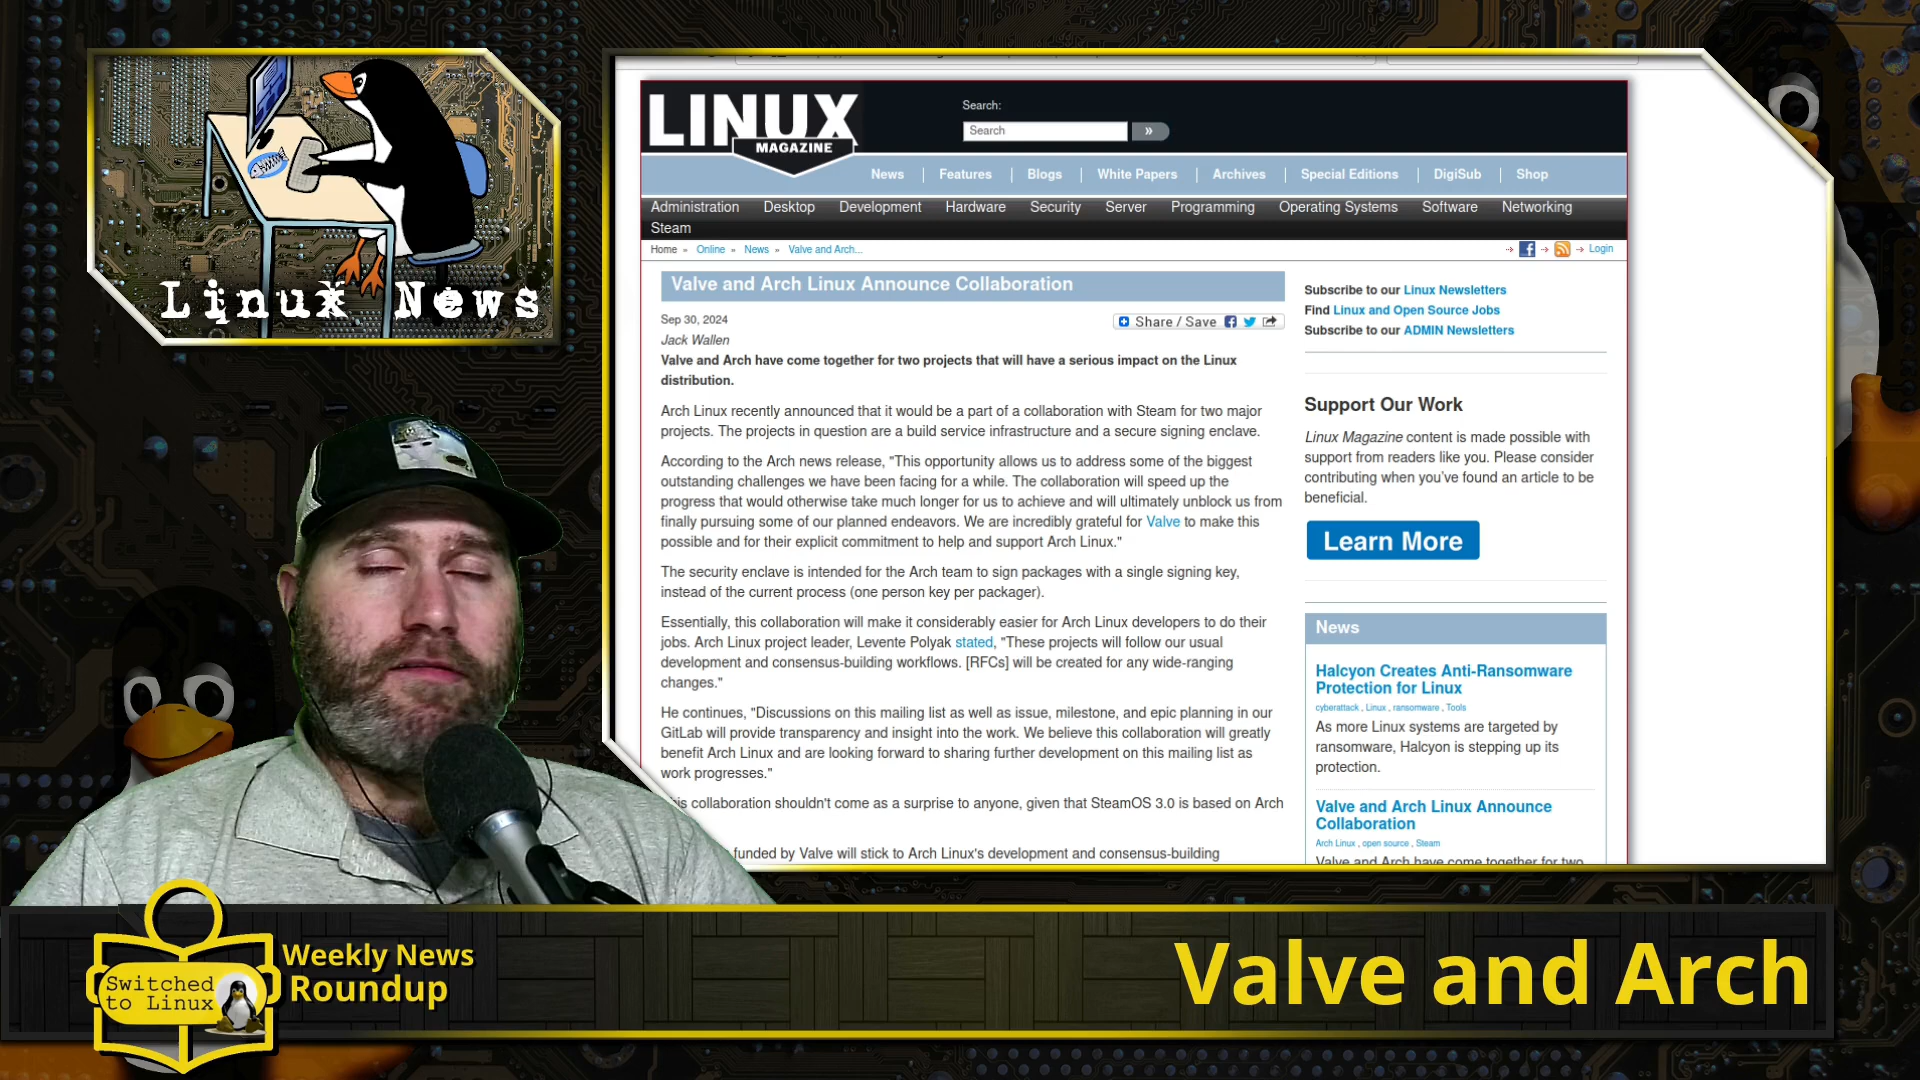 Linux News
LINUX
MAGAZINE
Search:
Search
»
News
Features
Blogs
White Papers
Archives
Special Editions
DigiSub
Shop
Administration
Desktop
Development
Hardware
Security
Server
Programming
Operating Systems
Software
Networking
Steam
Home » Online » News » Valve and Arch...
Login
Valve and Arch Linux Announce Collaboration
Sep 30, 2024
Share / Save
Jack Wallen
Valve and Arch have come together for two projects that will have a serious impact on the Linux
distribution.
Arch Linux recently announced that it would be a part of a collaboration with Steam for two major
projects. The projects in question are a build service infrastructure and a secure signing enclave.
According to the Arch news release, "This opportunity allows us to address some of the biggest
outstanding challenges we have been facing for a while. The collaboration will speed up the
progress that would otherwise take much longer for us to achieve and will ultimately unblock us from
finally pursuing some of our planned endeavors. We are incredibly grateful for Valve to make this
possible and for their explicit commitment to help and support Arch Linux."
The security enclave is intended for the Arch team to sign packages with a single signing key,
instead of the current process (one person key per packager).
Essentially, this collaboration will make it considerably easier for Arch Linux developers to do their
jobs. Arch Linux project leader, Levente Polyak stated, "These projects will follow our usual
development and consensus-building workflows. [RFCs] will be created for any wide-ranging
changes."
He continues, "Discussions on this mailing list as well as issue, milestone, and epic planning in our
GitLab will provide transparency and insight into the work. We believe this collaboration will greatly
benefit Arch Linux and are looking forward to sharing further development on this mailing list as
work progresses."
collaboration shouldn't come as a surprise to anyone, given that SteamOS 3.0 is based on Arch
funded by Valve will stick to Arch Linux's development and consensus-building
Subscribe to our Linux Newsletters
Find Linux and Open Source Jobs
Subscribe to our ADMIN Newsletters
Support Our Work
Linux Magazine content is made possible with
support from readers like you. Please consider
contributing when you've found an article to be
beneficial.
Learn More
News
Halcyon Creates Anti-Ransomware
Protection for Linux
cyberattack , Linux , ransomware , Tools
As more Linux systems are targeted by
ransomware, Halcyon is stepping up its
protection.
Valve and Arch Linux Announce
Collaboration
Arch Linux , open source , Steam
Valve and Arch have come together for two
Switched
to Linux
Weekly News
Roundup
Valve and Arch